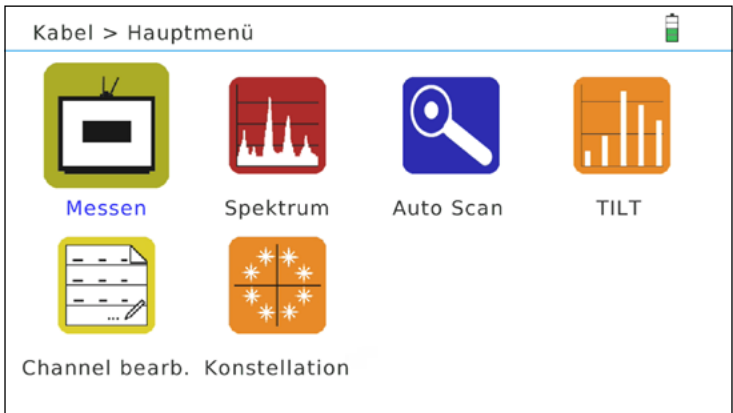 Kabel > Hauptmenü
Messen Spektrum Auto Scan TILT
Channel bearb. Konstellation